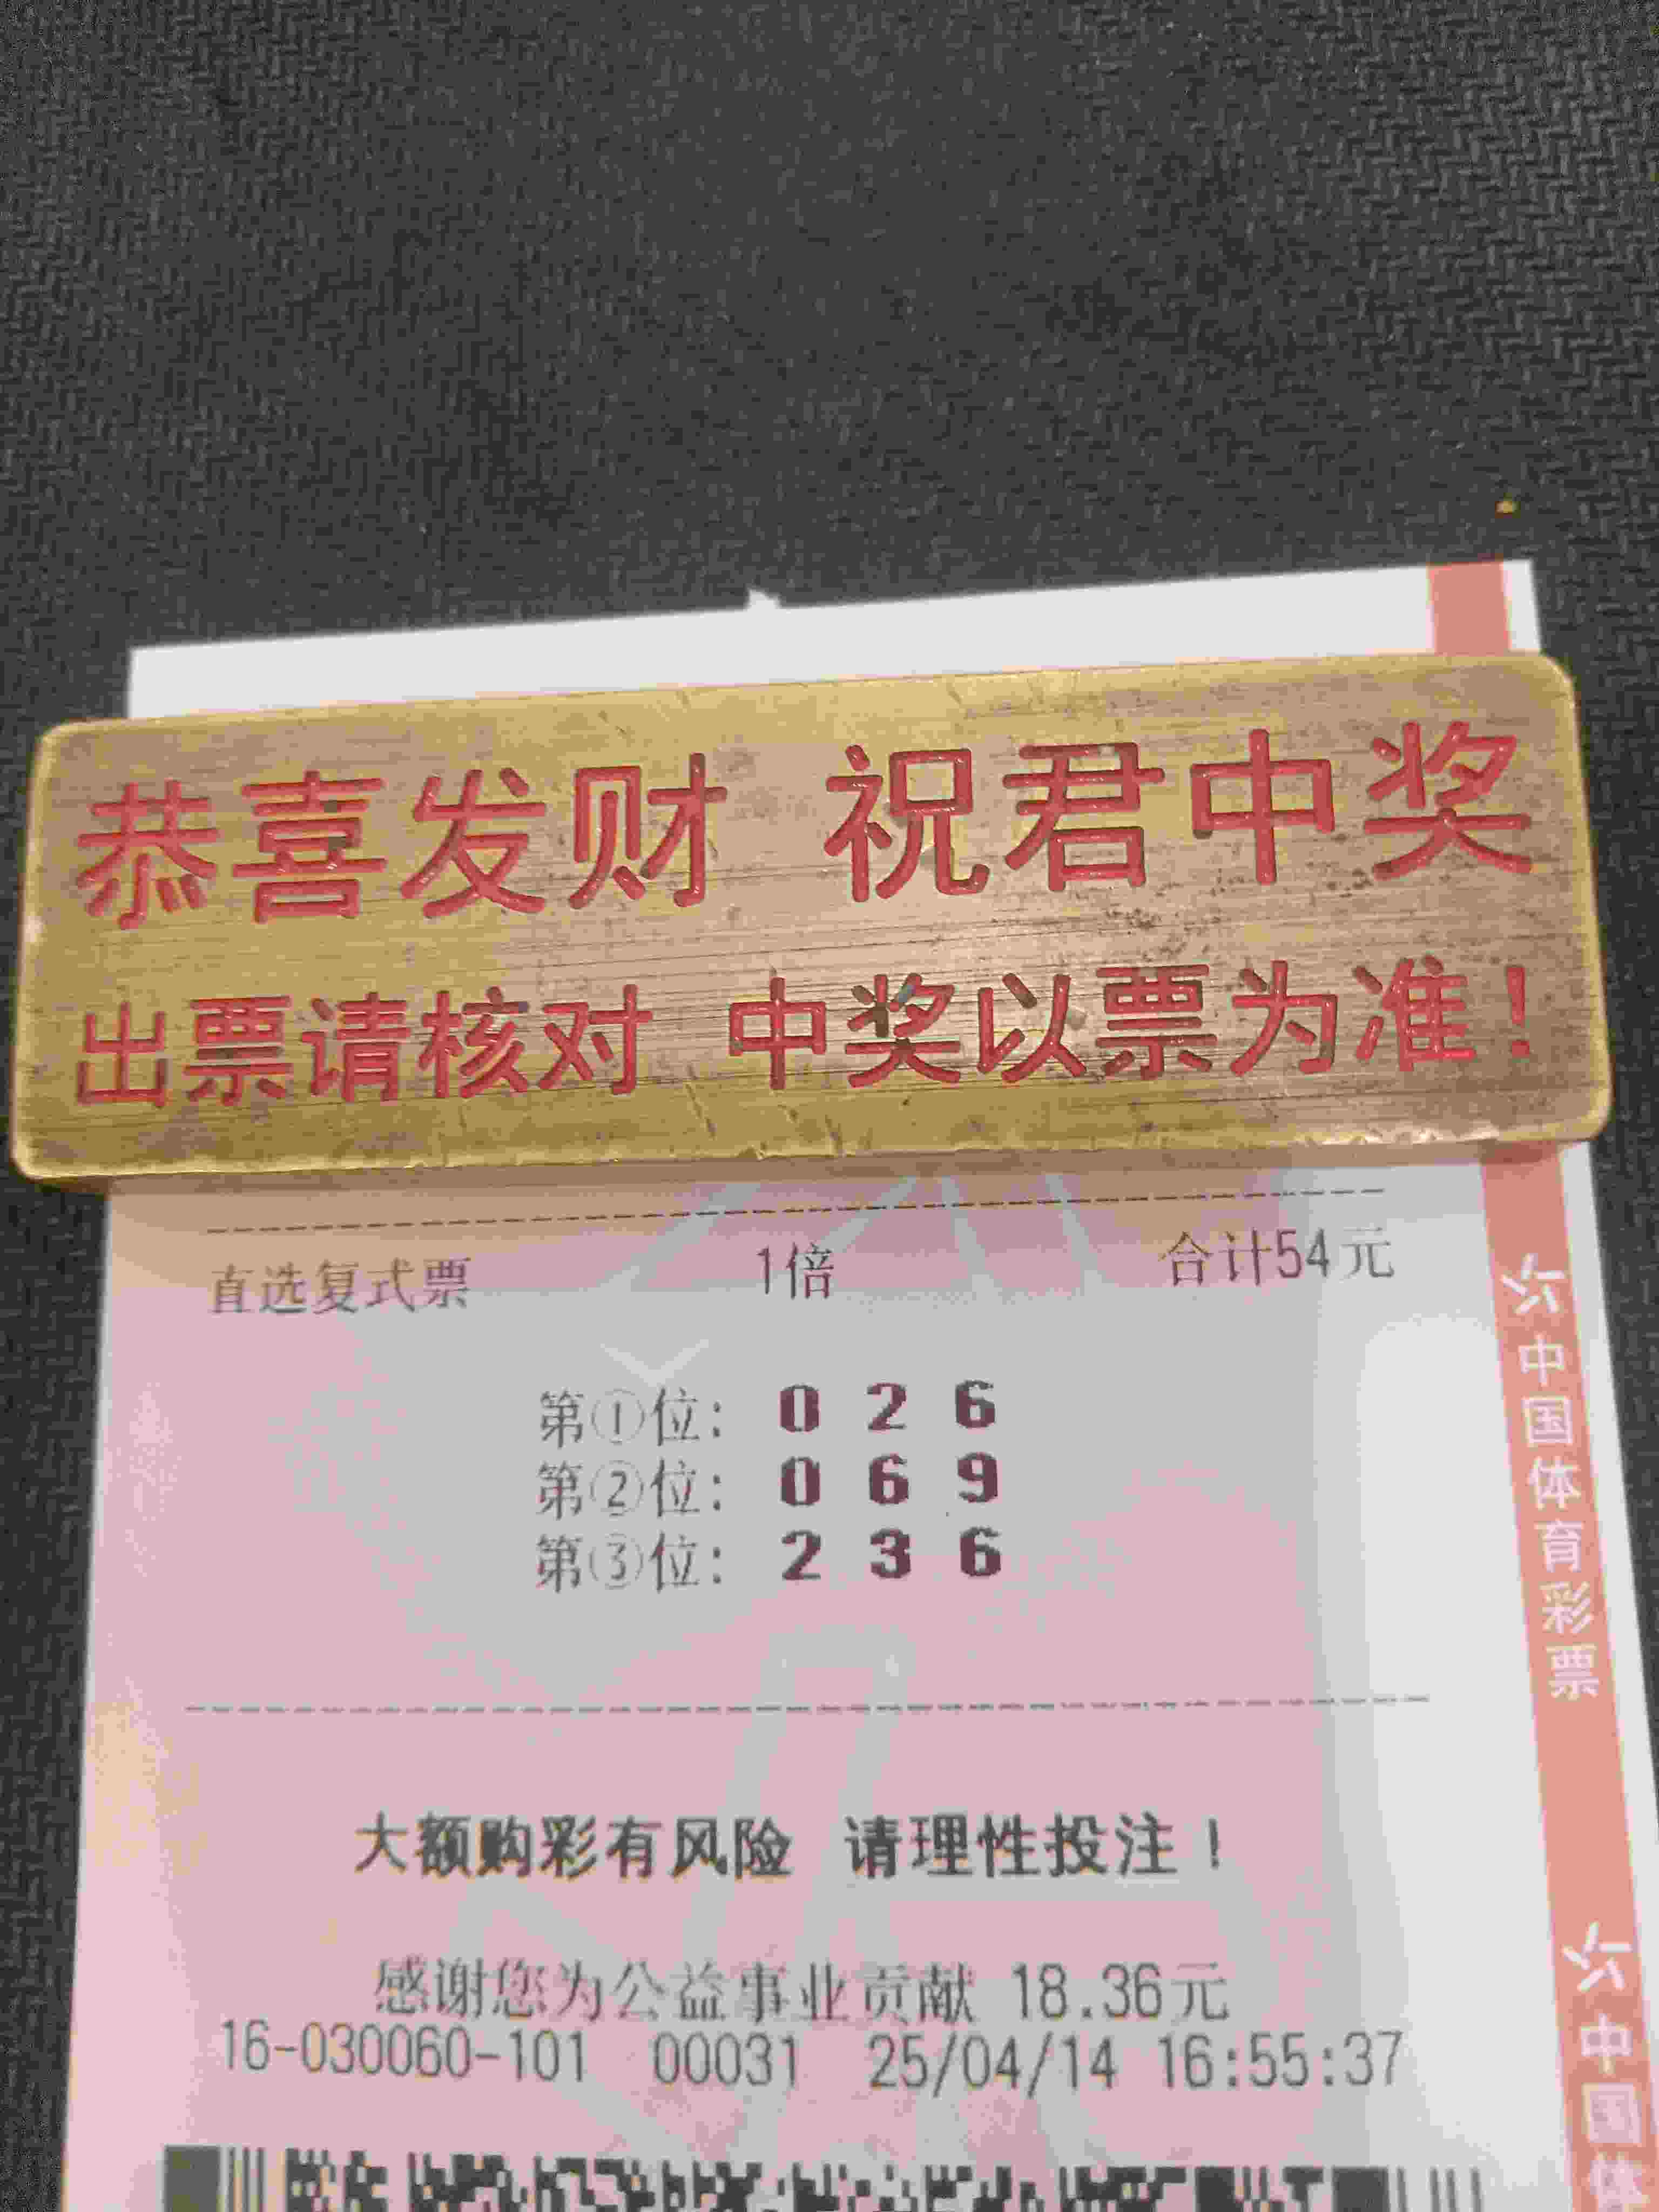 恭喜发财 祝君中奖
出票请核对 中奖以票为准！
直选复式票 1倍 合计54元
第①位: 0 2 6
第②位: 0 6 9
第③位: 2 3 6
大额购彩有风险 请理性投注！
感谢您为公益事业贡献 18.36元
16-030060-101 00031 25/04/14 16:55:37
中国体育彩票
中国体